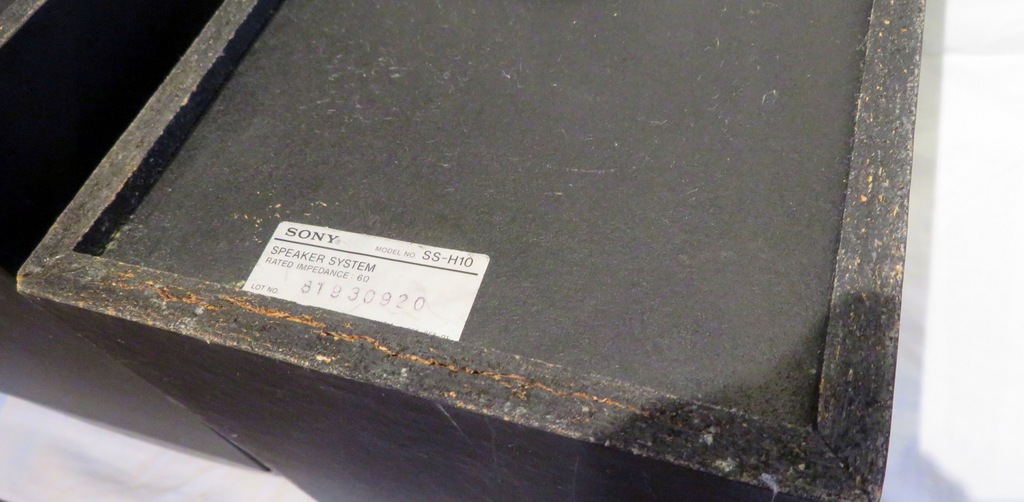 SONY MODEL NO. SS-H10
SPEAKER SYSTEM
RATED IMPEDANCE : 6Ω
LOT NO. 81930920